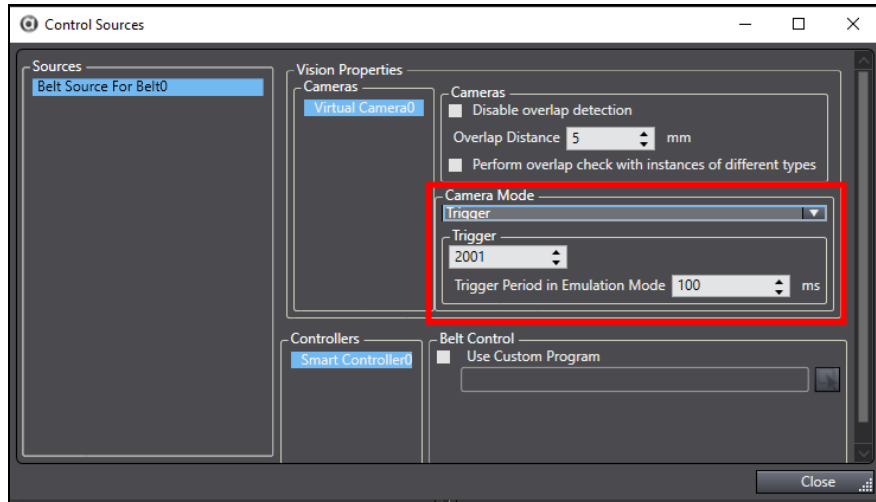 Control Sources
Sources
Belt Source For Belt0
Vision Properties
Cameras
Virtual Camera0
Cameras
Disable overlap detection
Overlap Distance 5 mm
Perform overlap check with instances of different types
Camera Mode
Trigger
Trigger
2001
Trigger Period in Emulation Mode 100 ms
Controllers
Smart Controller0
Belt Control
Use Custom Program
Close